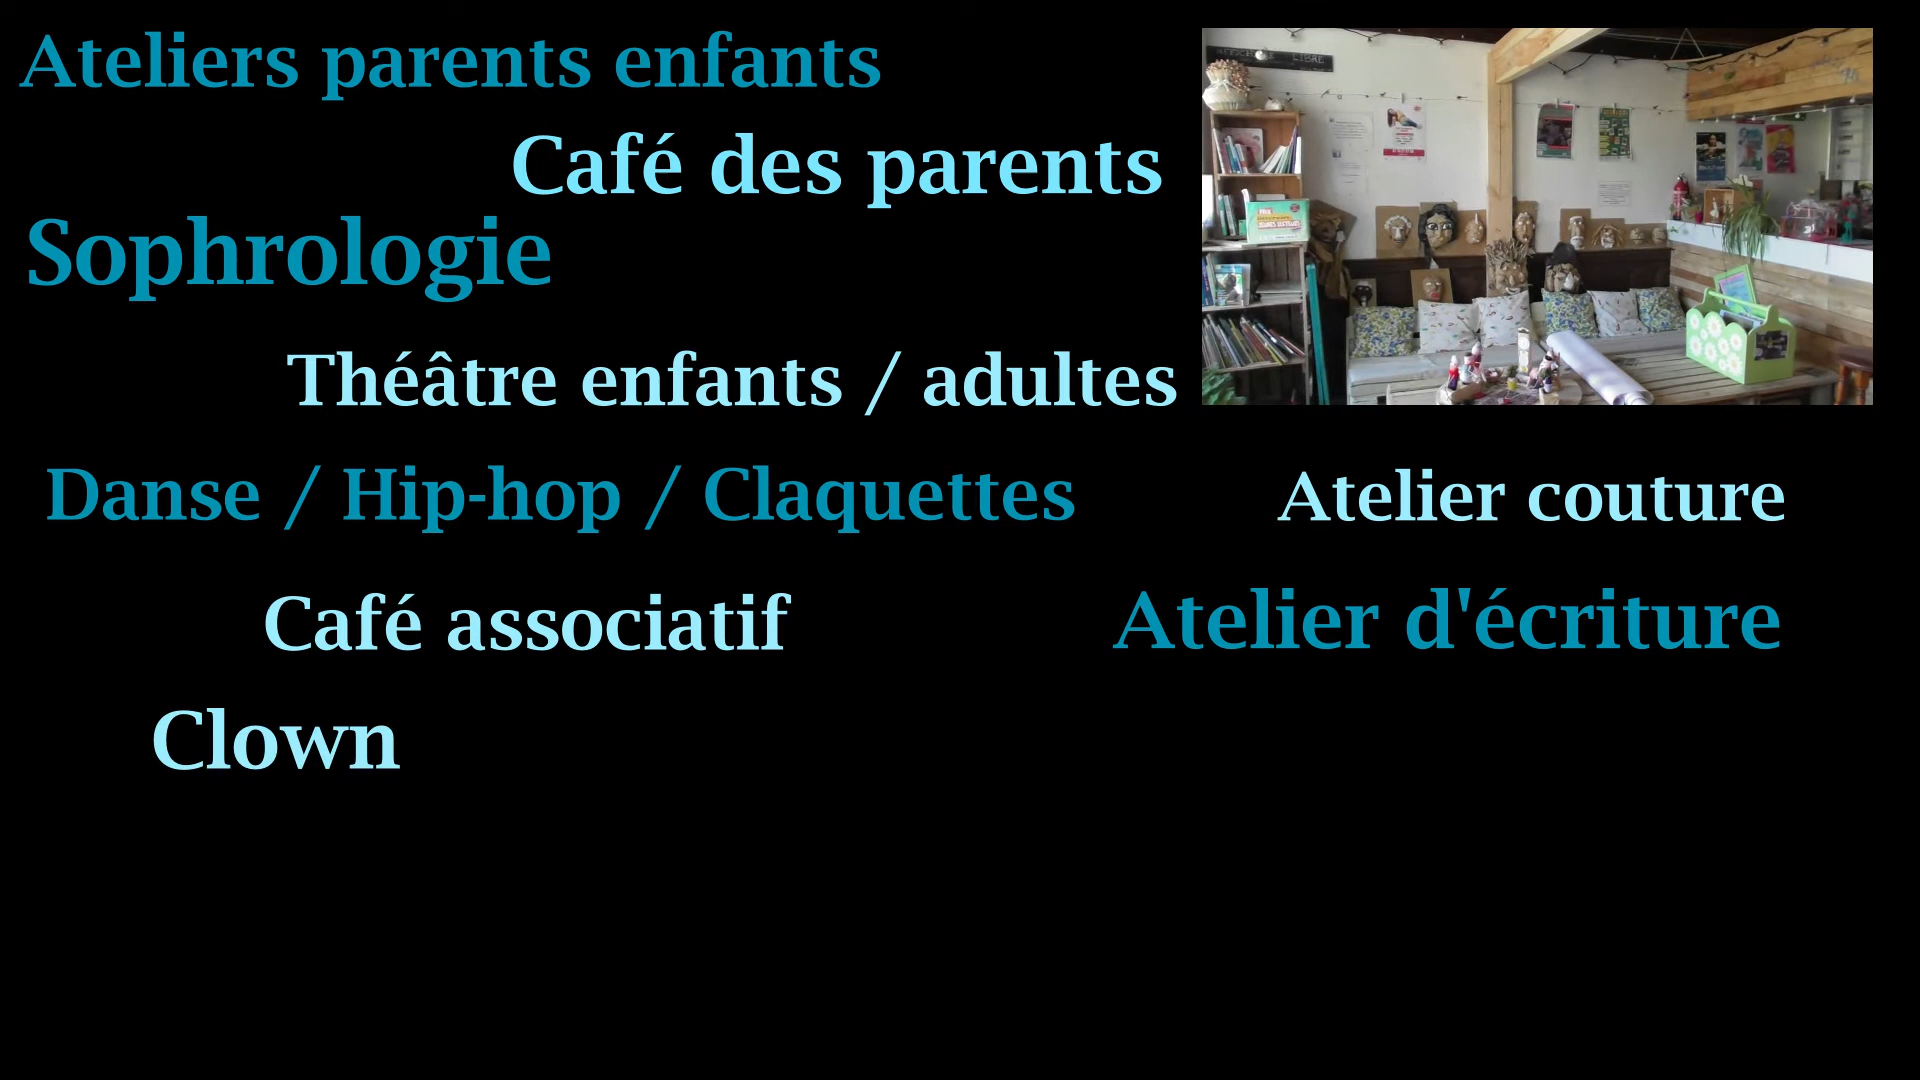 Ateliers parents enfants
Café des parents
Sophrologie
Théâtre enfants / adultes
Danse / Hip-hop / Claquettes
Atelier couture
Café associatif
Atelier d'écriture
Clown